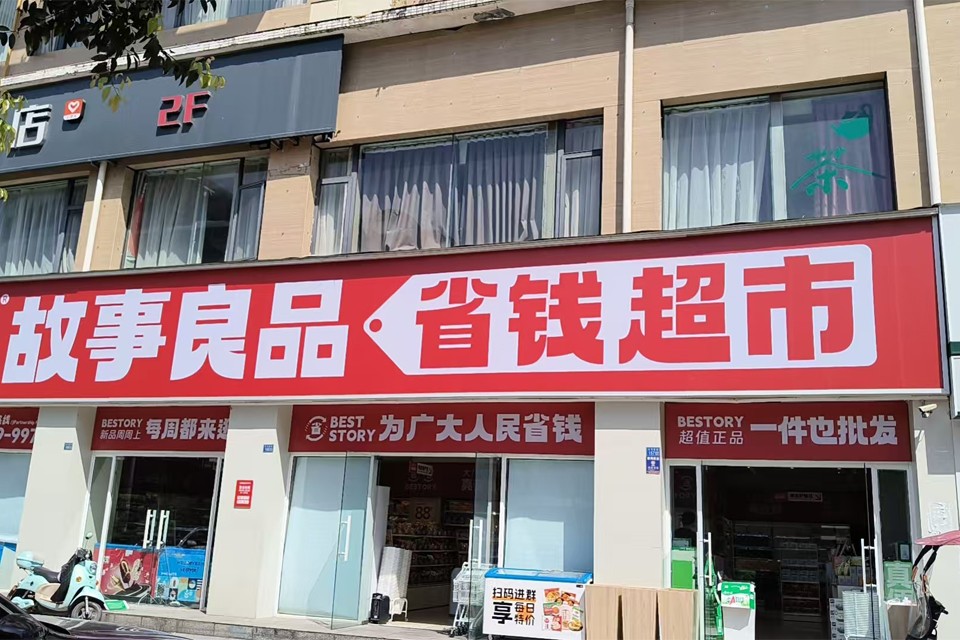 店
2F
茶
故事良品
省钱超市
BESTORY
新品周周上
每周都来逛
BEST
STORY
为广大人民省钱
BESTORY
超值正品
一件也批发
BESTORY
88
扫码进群
享每日特价